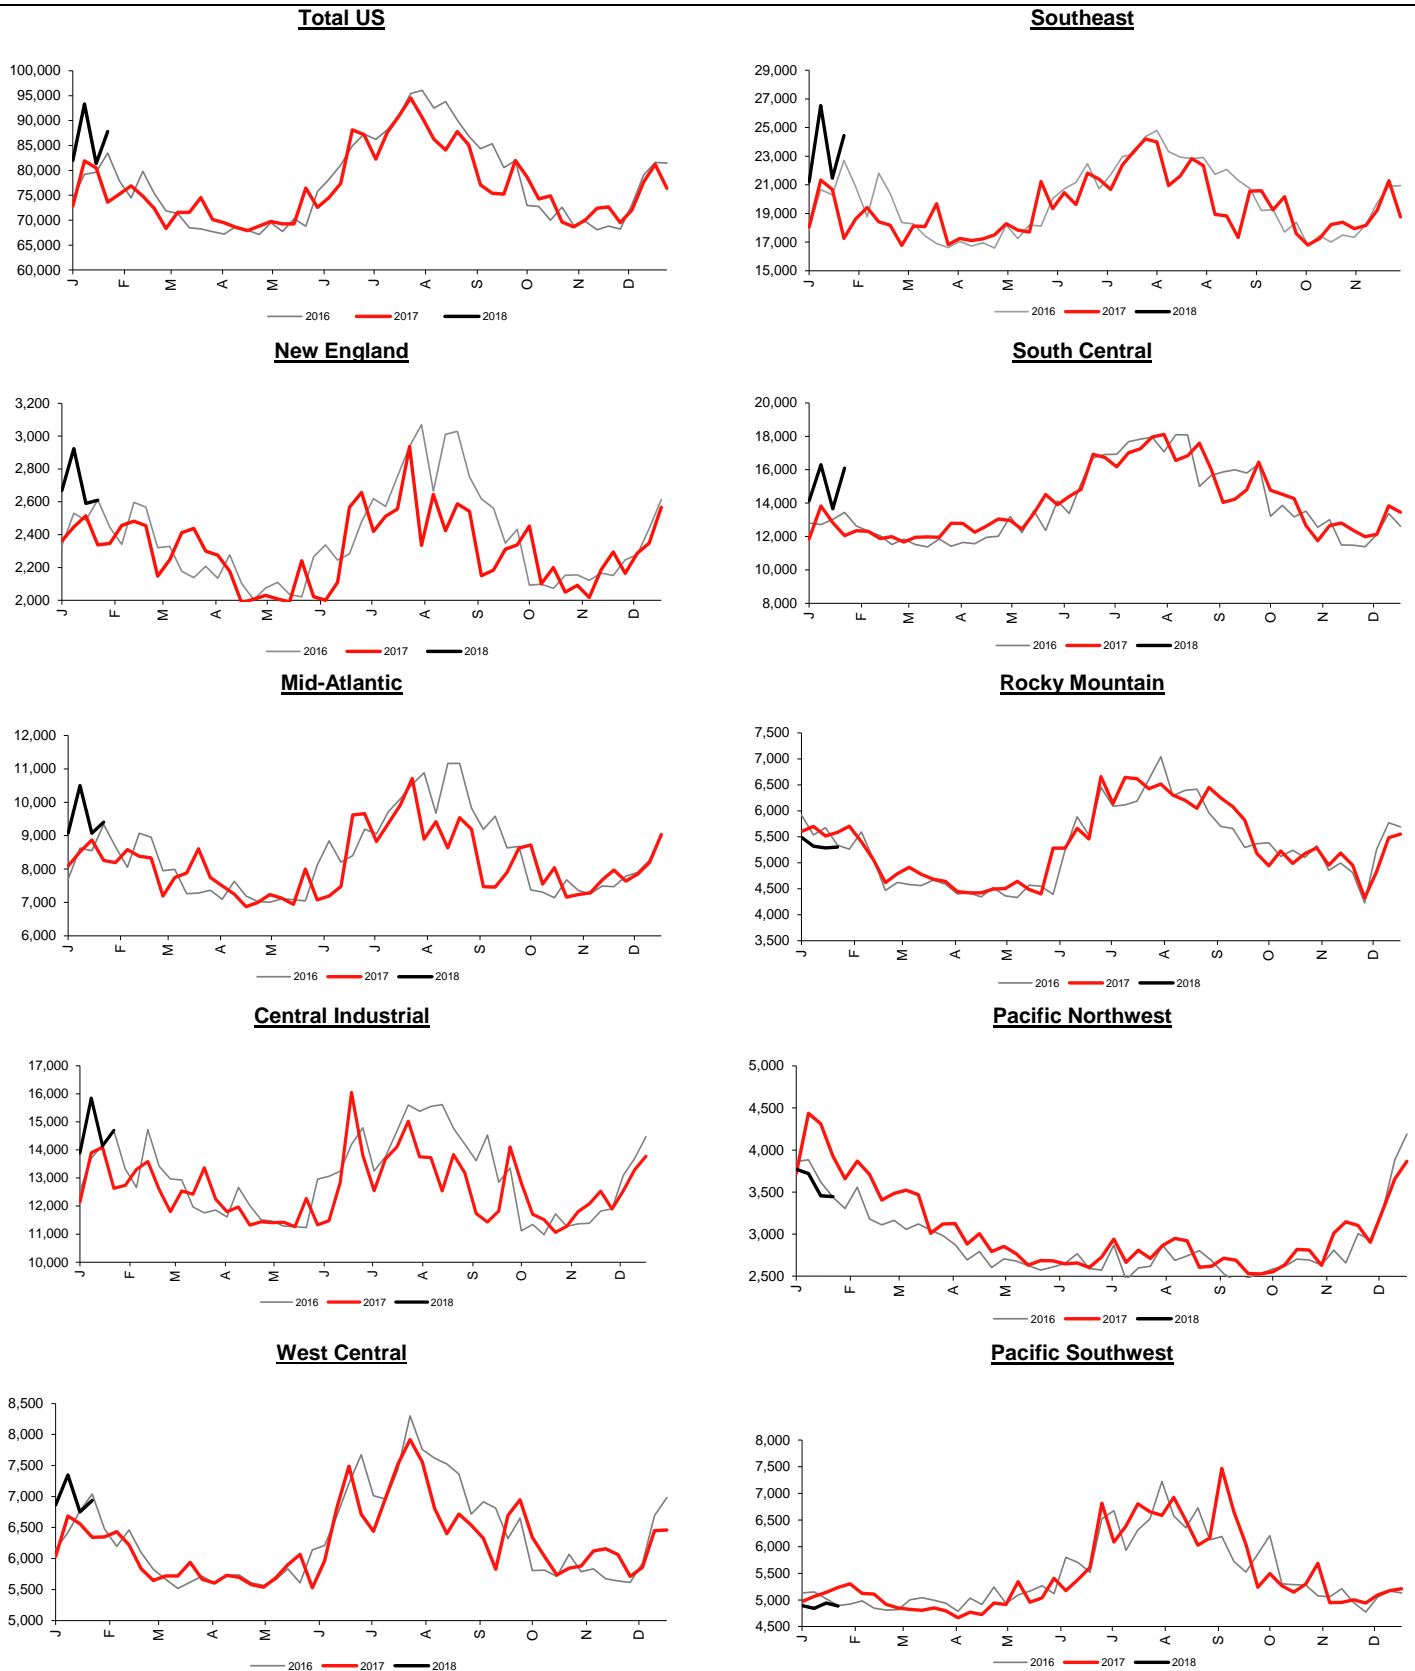 Total US
100,000
95,000
90,000
85,000
80,000
75,000
70,000
65,000
60,000
J F M A M J J A S O N D
2016 2017 2018
Southeast
29,000
27,000
25,000
23,000
21,000
19,000
17,000
15,000
J F M A M J J A A S O N
2016 2017 2018
New England
3,200
3,000
2,800
2,600
2,400
2,200
2,000
J F M A M J J A S O N D
2016 2017 2018
South Central
20,000
18,000
16,000
14,000
12,000
10,000
8,000
J F M A M J J A S O N D
2016 2017 2018
Mid-Atlantic
12,000
11,000
10,000
9,000
8,000
7,000
6,000
J F M A M J J A S O N D
2016 2017 2018
Rocky Mountain
7,500
7,000
6,500
6,000
5,500
5,000
4,500
4,000
3,500
J F M A M J J A S O N D
2016 2017 2018
Central Industrial
17,000
16,000
15,000
14,000
13,000
12,000
11,000
10,000
J F M A M J J A S O N D
2016 2017 2018
Pacific Northwest
5,000
4,500
4,000
3,500
3,000
2,500
J F M A M J J A S O N D
2016 2017 2018
West Central
8,500
8,000
7,500
7,000
6,500
6,000
5,500
5,000
J F M A M J J A S O N D
2016 2017 2018
Pacific Southwest
8,000
7,500
7,000
6,500
6,000
5,500
5,000
4,500
J F M A M J J A S O N D
2016 2017 2018